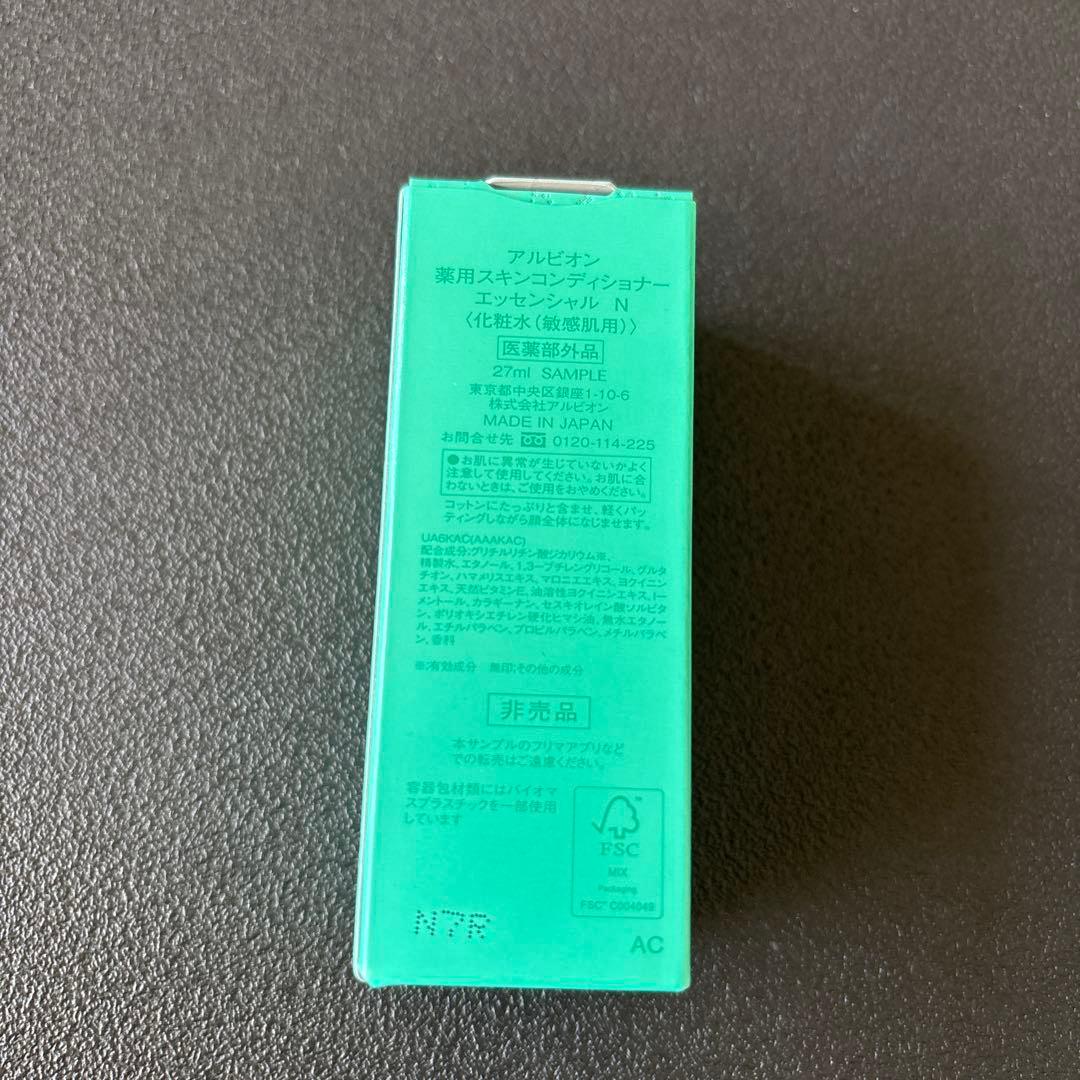 アルビオン
薬用スキンコンディショナー
エッセンシャル N
〈化粧水(敏感肌用)〉
医薬部外品
27ml SAMPLE
東京都中央区銀座1-10-6
株式会社アルビオン
MADE IN JAPAN
お問合せ先 0120-114-225
●お肌に異常が生じていないかよく
注意して使用してください。お肌に合
わないときは、ご使用をおやめください。
コットンにたっぷりと含ませ、軽くパッ
ティングしながら顔全体になじませます。
UA5KAC(AAAKAC)
配合成分;グリチルリチン酸ジカリウム※、
精製水、エタノール、1,3-ブチレングリコール、グルタ
チオン、ハマメリスエキス、マロニエエキス、ヨクイニン
エキス、天然ビタミンE、油溶性ヨクイニンエキス、l-
メントール、カラギーナン、セスキオレイン酸ソルビタ
ン、ポリオキシエチレン硬化ヒマシ油、無水エタノー
ル、エチルパラベン、プロピルパラベン、メチルパラベ
ン、香料
※;有効成分 無印;その他の成分
非売品
本サンプルのフリマアプリなど
での転売はご遠慮ください。
容器包材類にはバイオマ
スプラスチックを一部使用
しています
FSC
MIX
Packaging
FSC™ C004049
N7R
AC